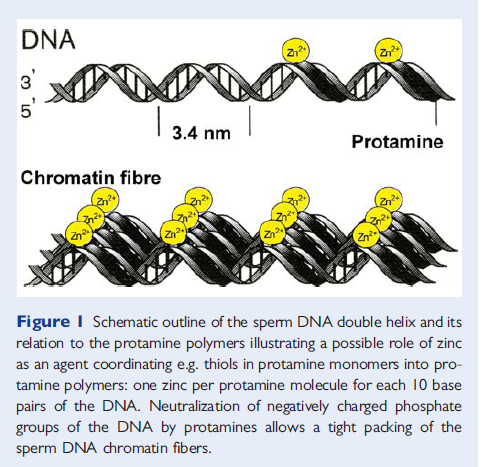 DNA
Zn2+ Zn2+
3'
5'
3.4 nm
Protamine
Chromatin fibre
Zn2+ Zn2+ Zn2+ Zn2+
Zn2+ Zn2+ Zn2+ Zn2+
Zn2+ Zn2+ Zn2+ Zn2+
Figure 1 Schematic outline of the sperm DNA double helix and its
relation to the protamine polymers illustrating a possible role of zinc
as an agent coordinating e.g. thiols in protamine monomers into pro-
tamine polymers: one zinc per protamine molecule for each 10 base
pairs of the DNA. Neutralization of negatively charged phosphate
groups of the DNA by protamines allows a tight packing of the
sperm DNA chromatin fibers.